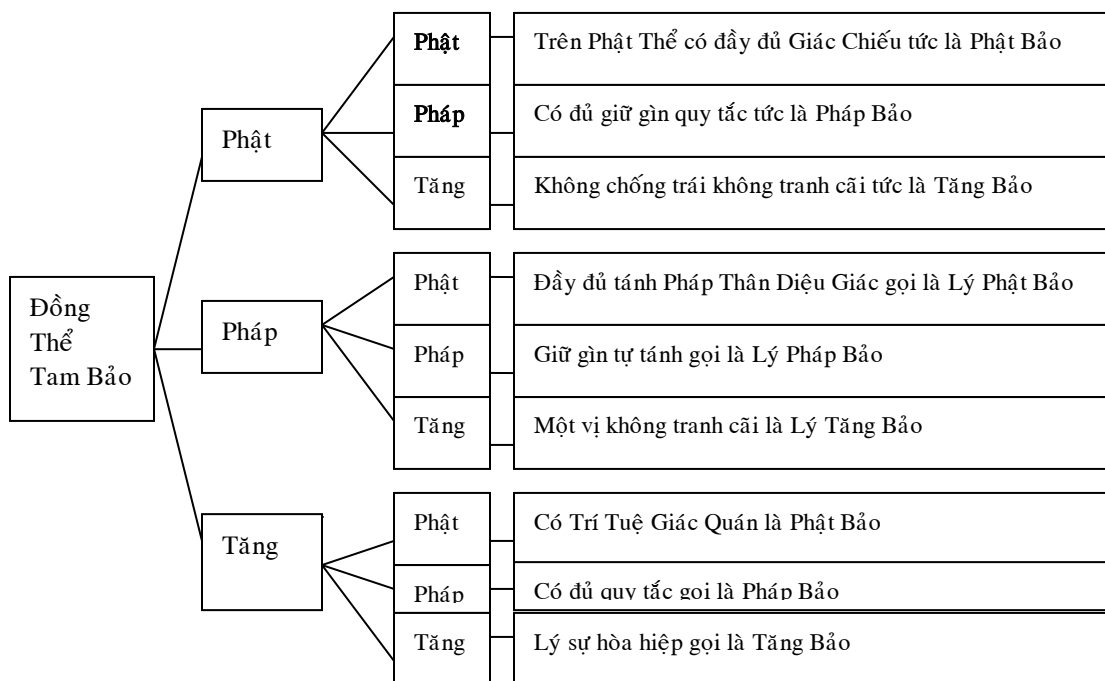 Đồng
Thể
Tam Bảo
Phật
Phật
Trên Phật Thể có đầy đủ Giác Chiếu tức là Phật Bảo
Pháp
Có đủ giữ gìn quy tắc tức là Pháp Bảo
Tăng
Không chống trái không tranh cãi tức là Tăng Bảo
Pháp
Phật
Đầy đủ tánh Pháp Thân Diệu Giác gọi là Lý Phật Bảo
Pháp
Giữ gìn tự tánh gọi là Lý Pháp Bảo
Tăng
Một vị không tranh cãi là Lý Tăng Bảo
Tăng
Phật
Có Trí Tuệ Giác Quán là Phật Bảo
Pháp
Có đủ quy tắc gọi là Pháp Bảo
Tăng
Lý sự hòa hiệp gọi là Tăng Bảo